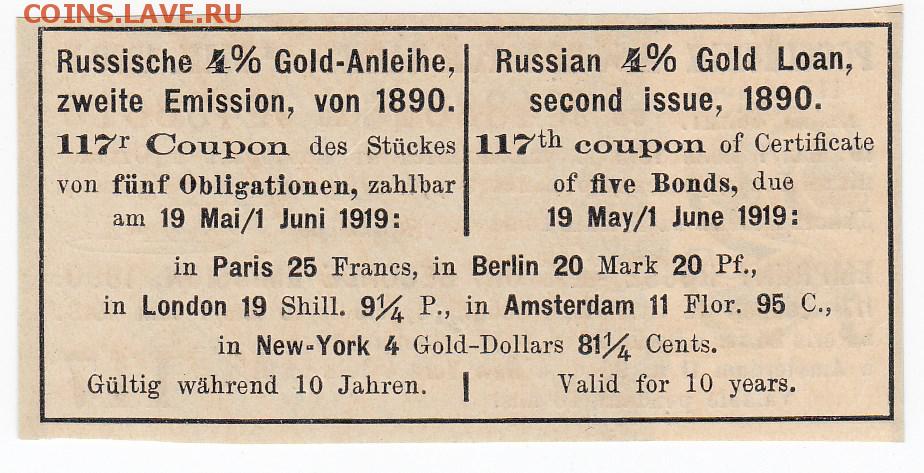 COINS.LAVE.RU
Russische 4% Gold-Anleihe,
zweite Emission, von 1890.
117r Coupon des Stückes
von fünf Obligationen, zahlbar
am 19 Mai/1 Juni 1919:
Russian 4% Gold Loan,
second issue, 1890.
117th coupon of Certificate
of five Bonds, due
19 May/1 June 1919:
in Paris 25 Francs, in Berlin 20 Mark 20 Pf.,
in London 19 Shill. 9¼ P., in Amsterdam 11 Flor. 95 C.,
in New-York 4 Gold-Dollars 81¼ Cents.
Gültig während 10 Jahren.
Valid for 10 years.